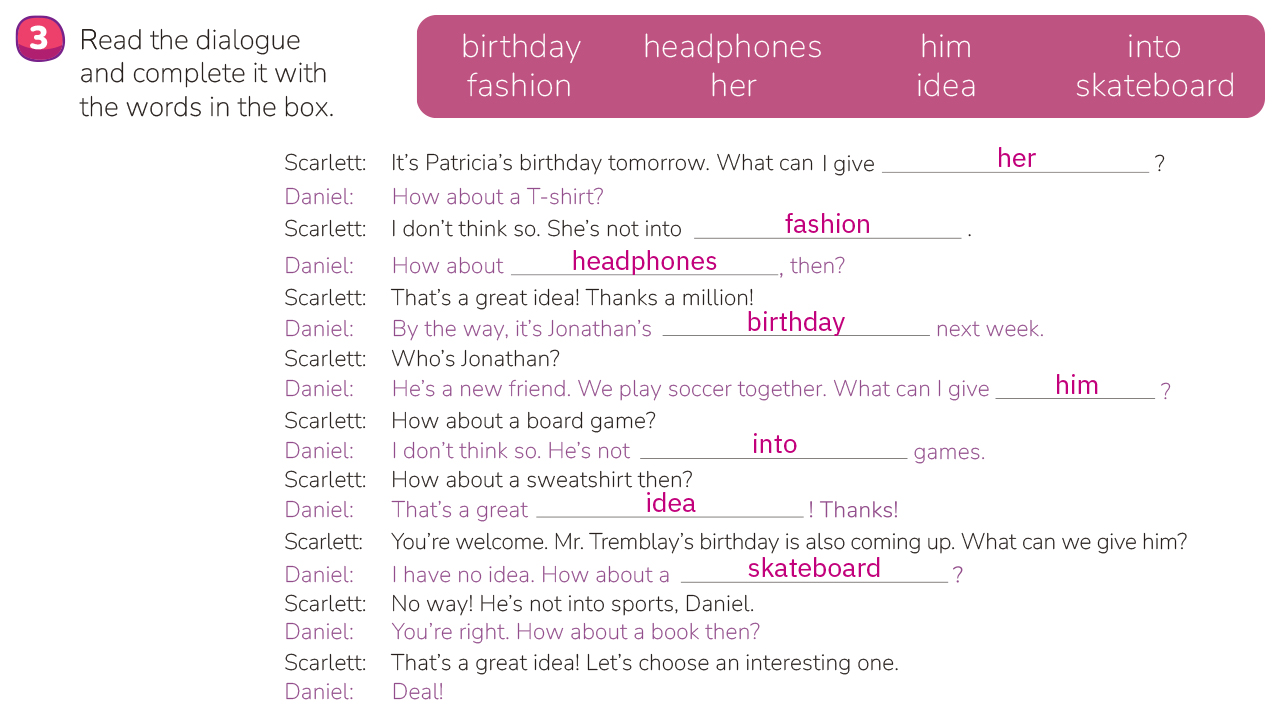 3
Read the dialogue
and complete it with
the words in the box.
birthday headphones him into
fashion her idea skateboard
Scarlett: It's Patricia's birthday tomorrow. What can I give her ?
Daniel: How about a T-shirt?
Scarlett: I don't think so. She's not into fashion .
Daniel: How about headphones, then?
Scarlett: That's a great idea! Thanks a million!
Daniel: By the way, it's Jonathan's birthday next week.
Scarlett: Who's Jonathan?
Daniel: He's a new friend. We play soccer together. What can I give him ?
Scarlett: How about a board game?
Daniel: I don't think so. He's not into games.
Scarlett: How about a sweatshirt then?
Daniel: That's a great idea ! Thanks!
Scarlett: You're welcome. Mr. Tremblay's birthday is also coming up. What can we give him?
Daniel: I have no idea. How about a skateboard ?
Scarlett: No way! He's not into sports, Daniel.
Daniel: You're right. How about a book then?
Scarlett: That's a great idea! Let's choose an interesting one.
Daniel: Deal!